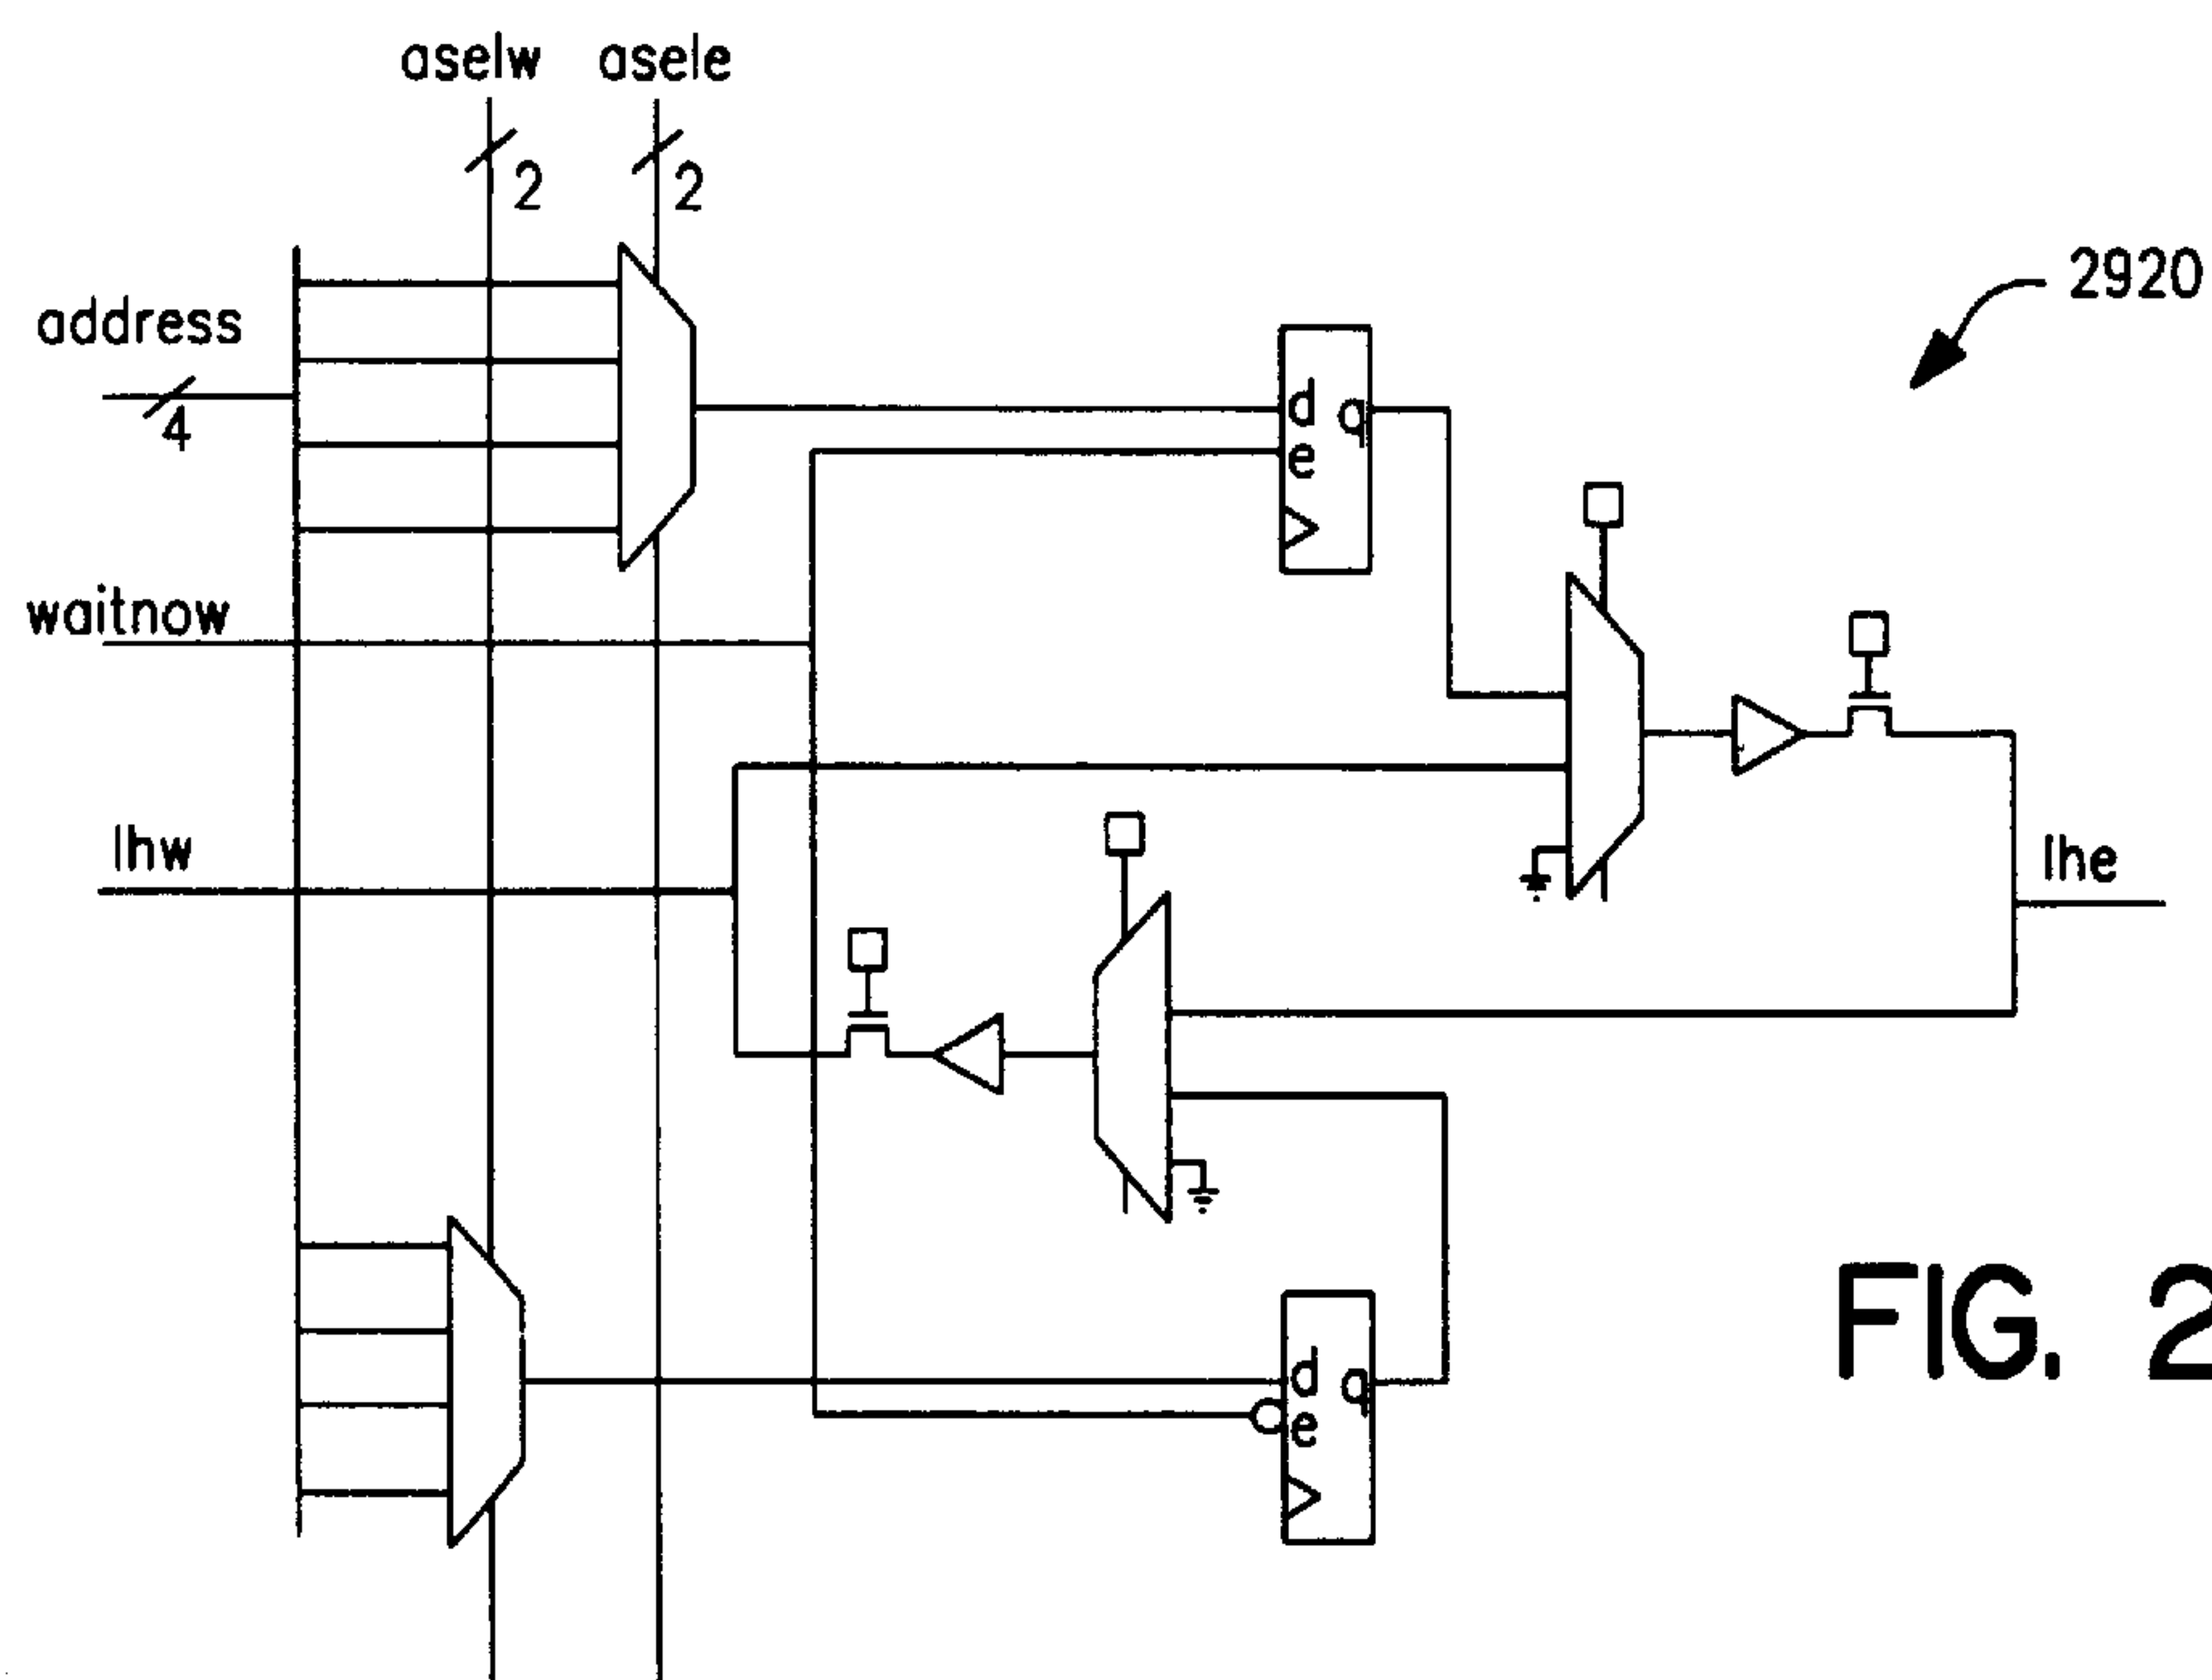 aselw asele
2 2
2920
address
4
d q
e
waitnow
lhw
lhe
FIG. 2
d q
e